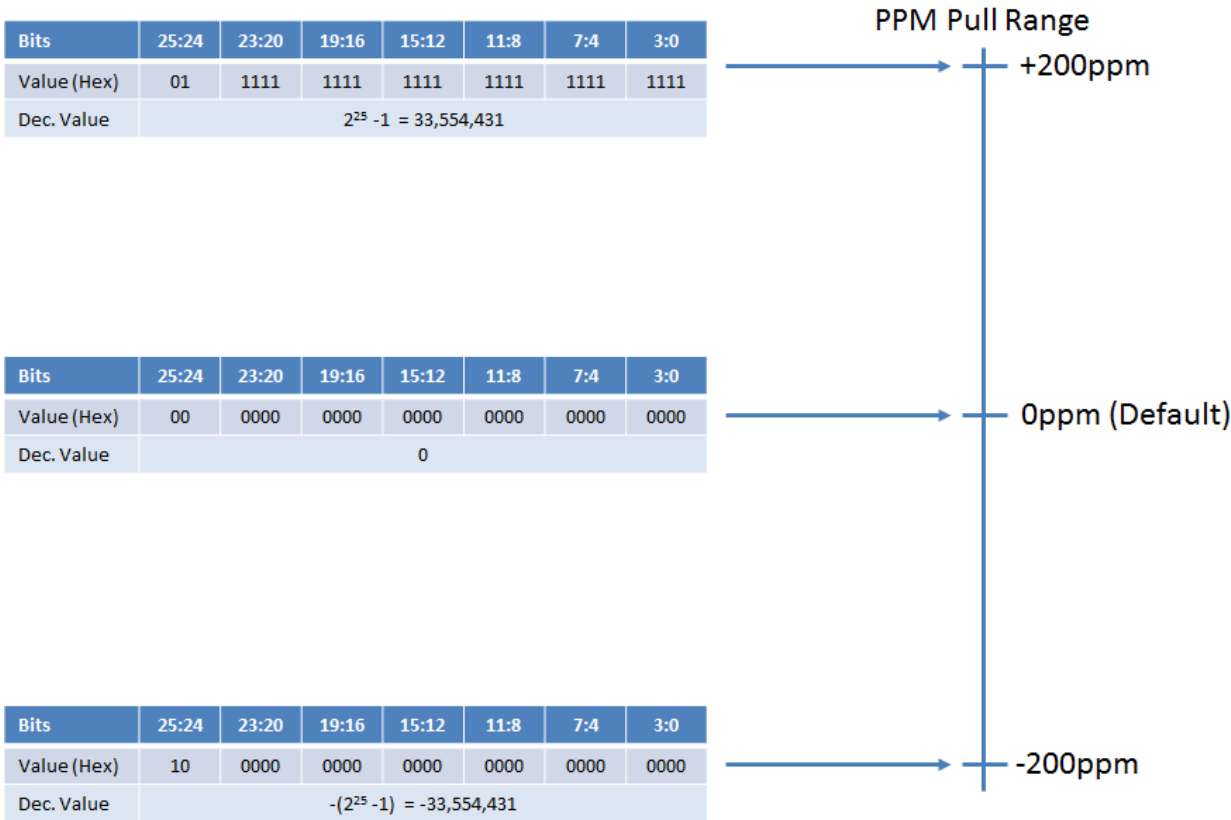 PPM Pull Range
Bits 25:24 23:20 19:16 15:12 11:8 7:4 3:0
Value (Hex) 01 1111 1111 1111 1111 1111 1111
Dec. Value 2²⁵ -1 = 33,554,431
+200ppm
Bits 25:24 23:20 19:16 15:12 11:8 7:4 3:0
Value (Hex) 00 0000 0000 0000 0000 0000 0000
Dec. Value 0
0ppm (Default)
Bits 25:24 23:20 19:16 15:12 11:8 7:4 3:0
Value (Hex) 10 0000 0000 0000 0000 0000 0000
Dec. Value -(2²⁵ -1) = -33,554,431
-200ppm